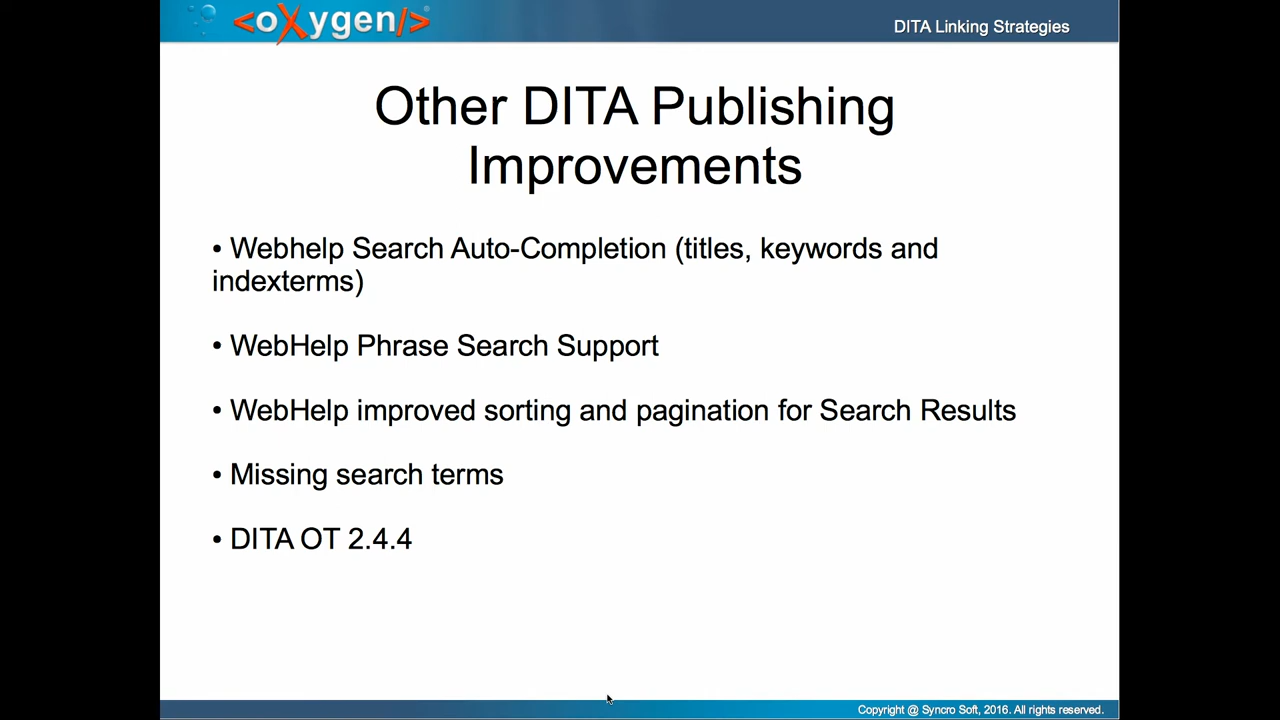 <oXygen/>®
DITA Linking Strategies
Other DITA Publishing
Improvements
• Webhelp Search Auto-Completion (titles, keywords and
indexterms)
• WebHelp Phrase Search Support
• WebHelp improved sorting and pagination for Search Results
• Missing search terms
• DITA OT 2.4.4
Copyright @ Syncro Soft, 2016. All rights reserved.